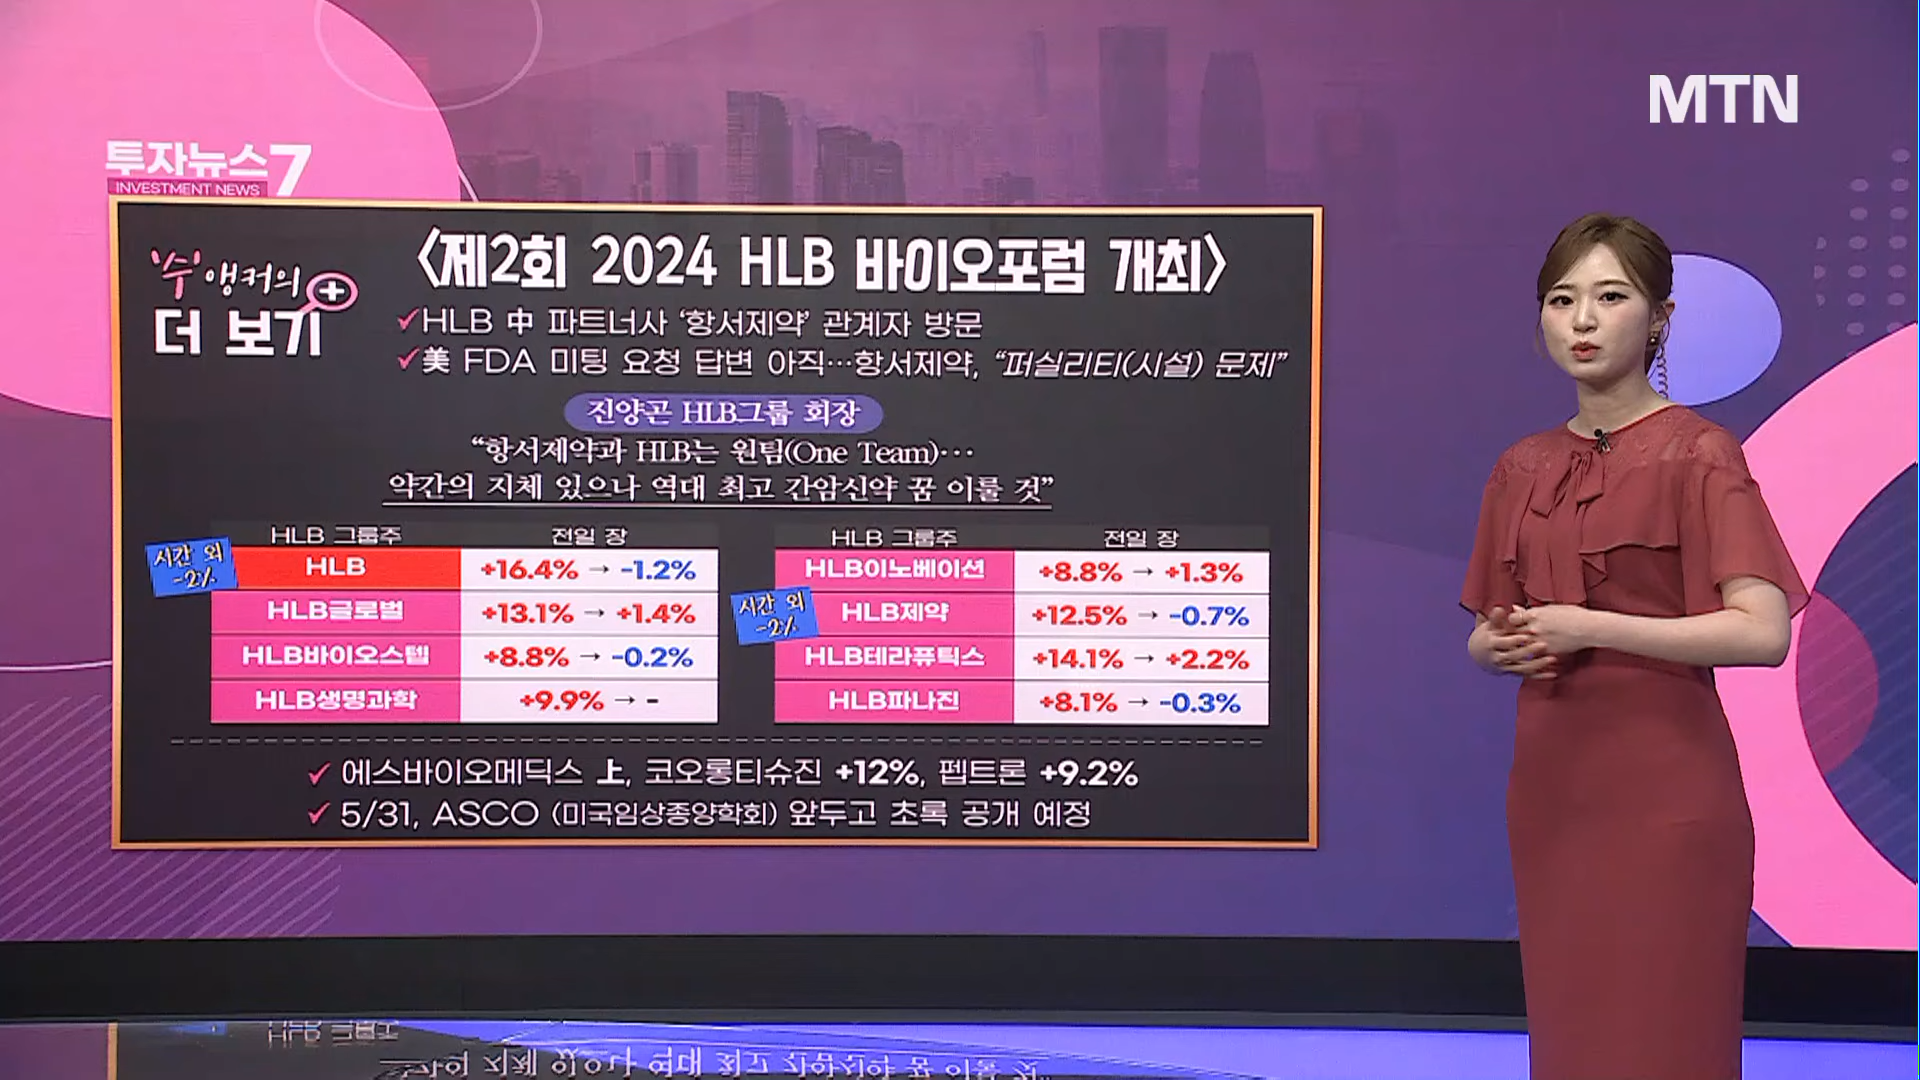 MTN
투자뉴스7
INVESTMENT NEWS
'수'앵커의
더 보기
<제2회 2024 HLB 바이오포럼 개최>
✓HLB 中 파트너사 ‘항서제약’ 관계자 방문
✓美 FDA 미팅 요청 답변 아직…항서제약, “퍼실리티(시설) 문제”
진양곤 HLB그룹 회장
“항서제약과 HLB는 원팀(One Team)…
약간의 지체 있으나 역대 최고 간암신약 꿈 이룰 것”
HLB 그룹주 전일 장
시간 외 -2%
HLB +16.4% → -1.2%
HLB글로벌 +13.1% → +1.4%
HLB바이오스텝 +8.8% → -0.2%
HLB생명과학 +9.9% → -
HLB 그룹주 전일 장
HLB이노베이션 +8.8% → +1.3%
시간 외 -2%
HLB제약 +12.5% → -0.7%
HLB테라퓨틱스 +14.1% → +2.2%
HLB파나진 +8.1% → -0.3%
✓ 에스바이오메딕스 上, 코오롱티슈진 +12%, 펩트론 +9.2%
✓ 5/31, ASCO (미국임상종양학회) 앞두고 초록 공개 예정